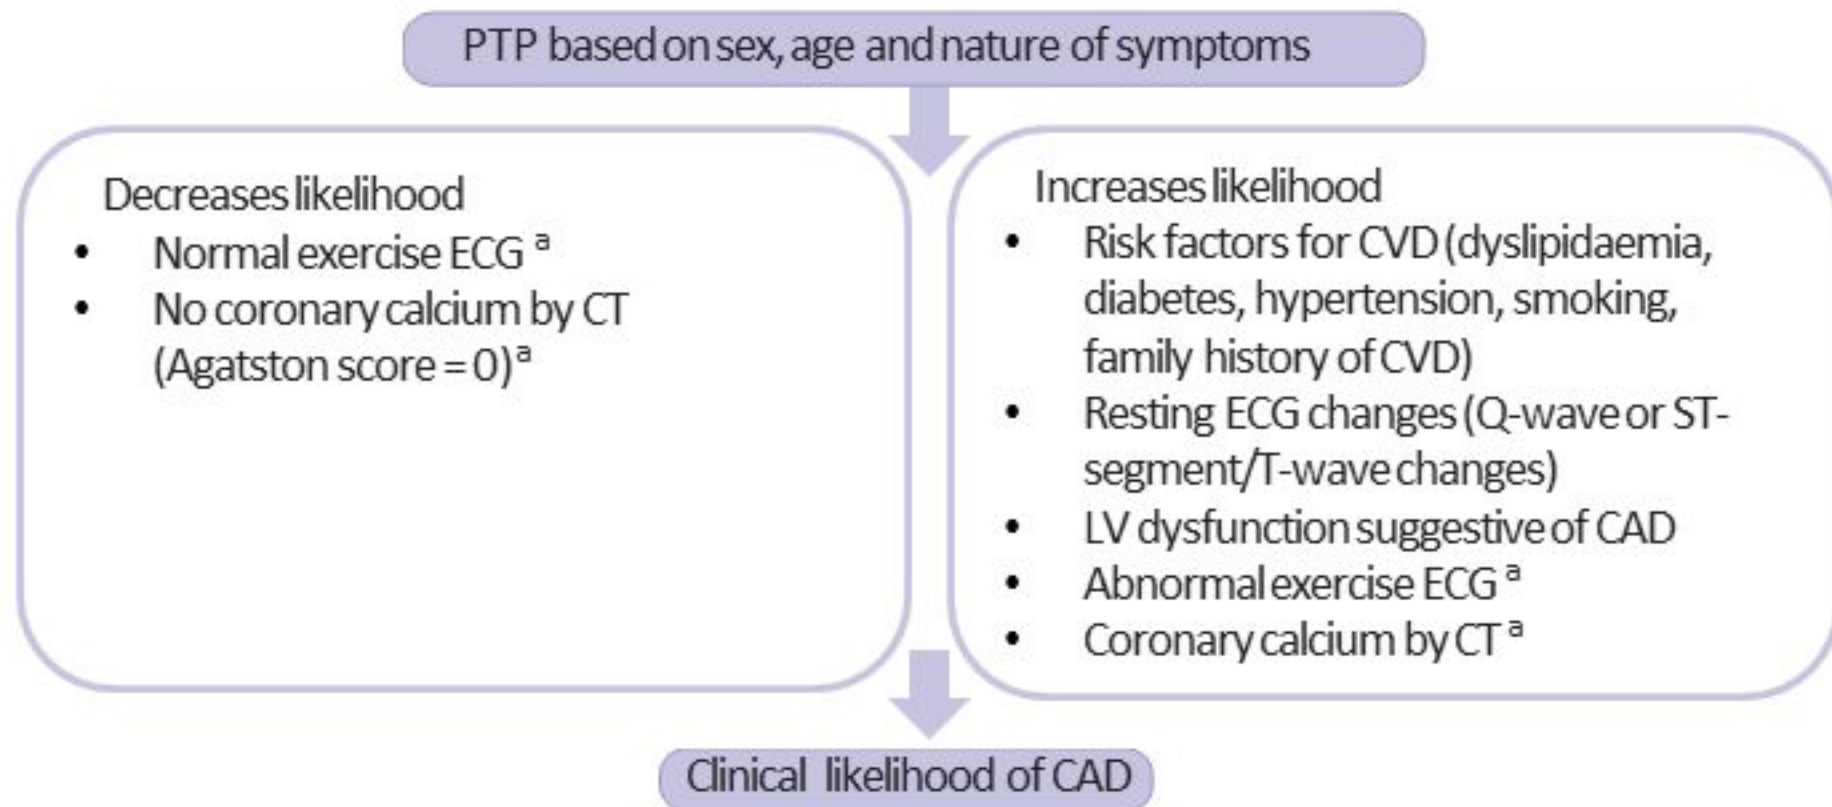 PTP based on sex, age and nature of symptoms
Decreases likelihood
• Normal exercise ECG ᵃ
• No coronary calcium by CT
(Agatston score = 0)ᵃ
Increases likelihood
• Risk factors for CVD (dyslipidaemia,
diabetes, hypertension, smoking,
family history of CVD)
• Resting ECG changes (Q-wave or ST-
segment/T-wave changes)
• LV dysfunction suggestive of CAD
• Abnormal exercise ECG ᵃ
• Coronary calcium by CT ᵃ
Clinical likelihood of CAD